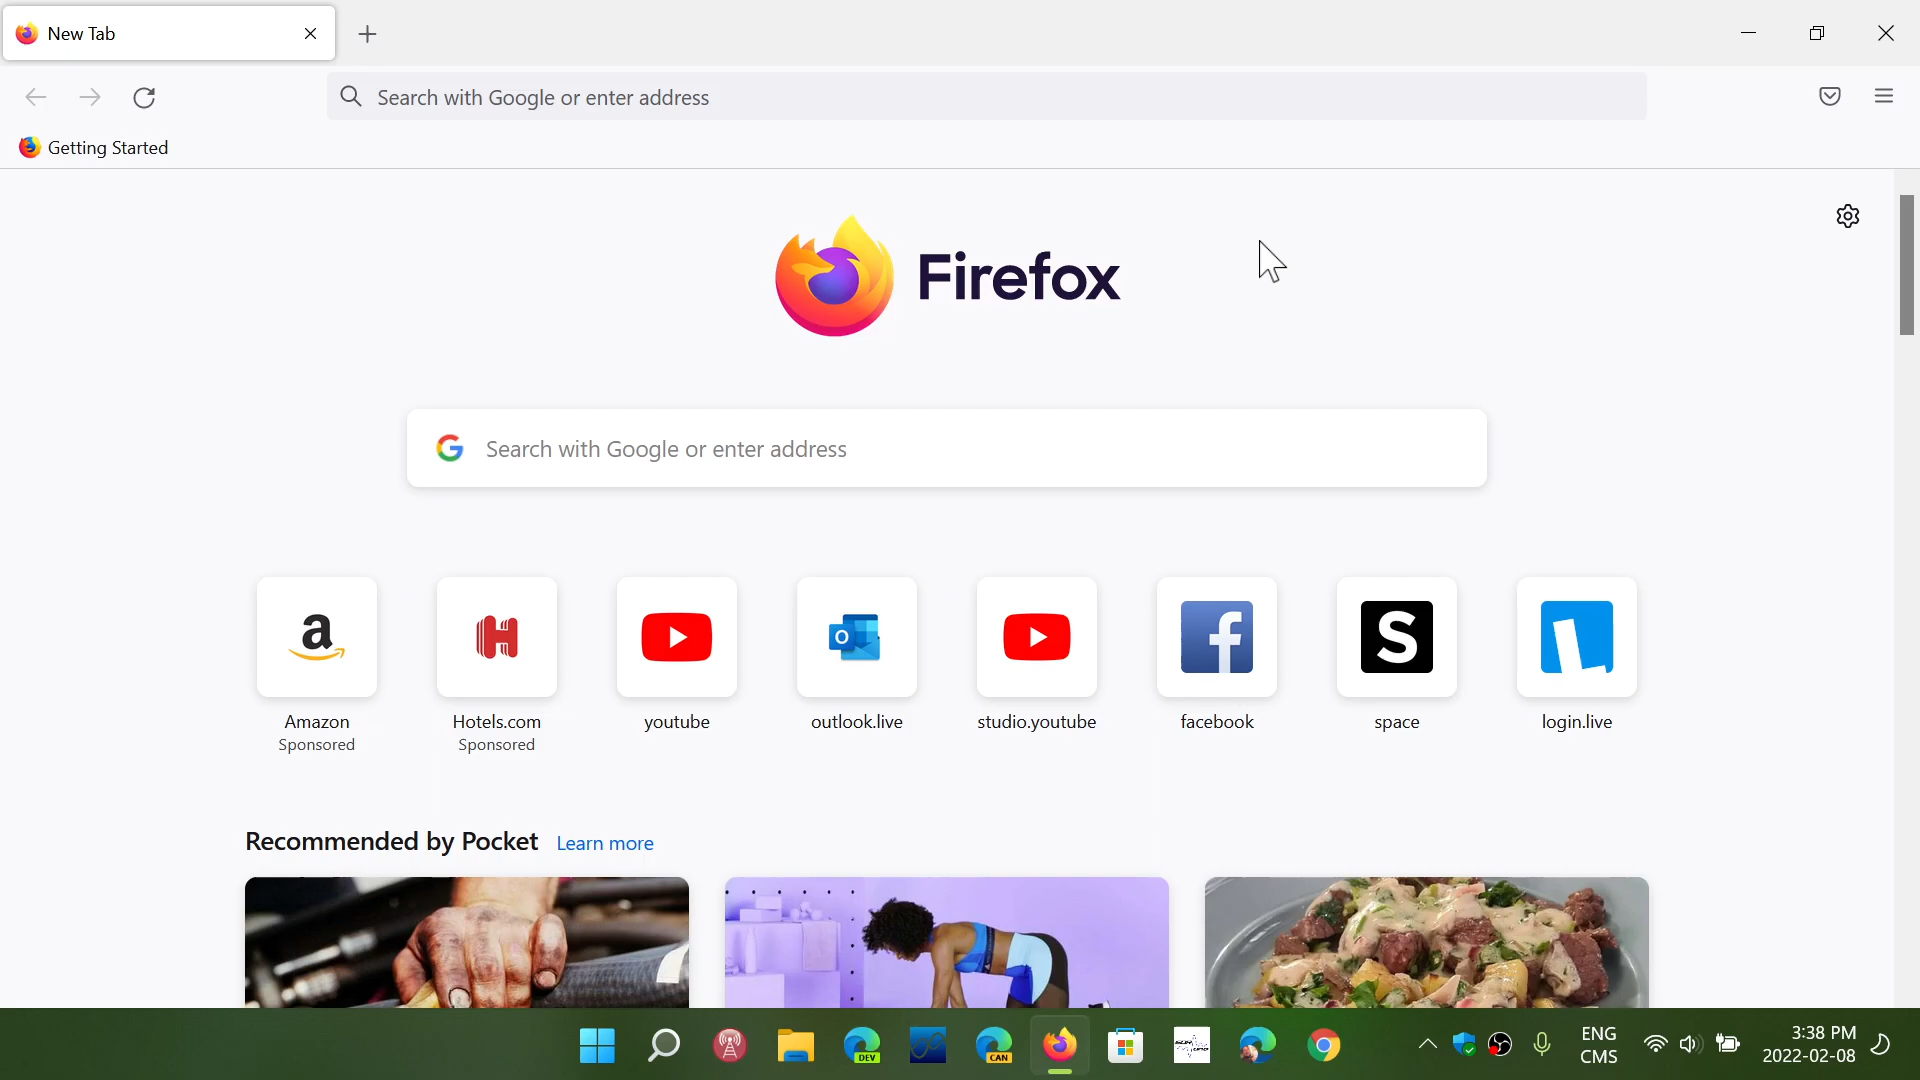 New Tab
Search with Google or enter address
Getting Started
Firefox
Search with Google or enter address
Amazon
Sponsored
Hotels.com
Sponsored
youtube
outlook.live
studio.youtube
facebook
space
login.live
Recommended by Pocket Learn more
DEV
CAN
ENG
CMS
3:38 PM
2022-02-08